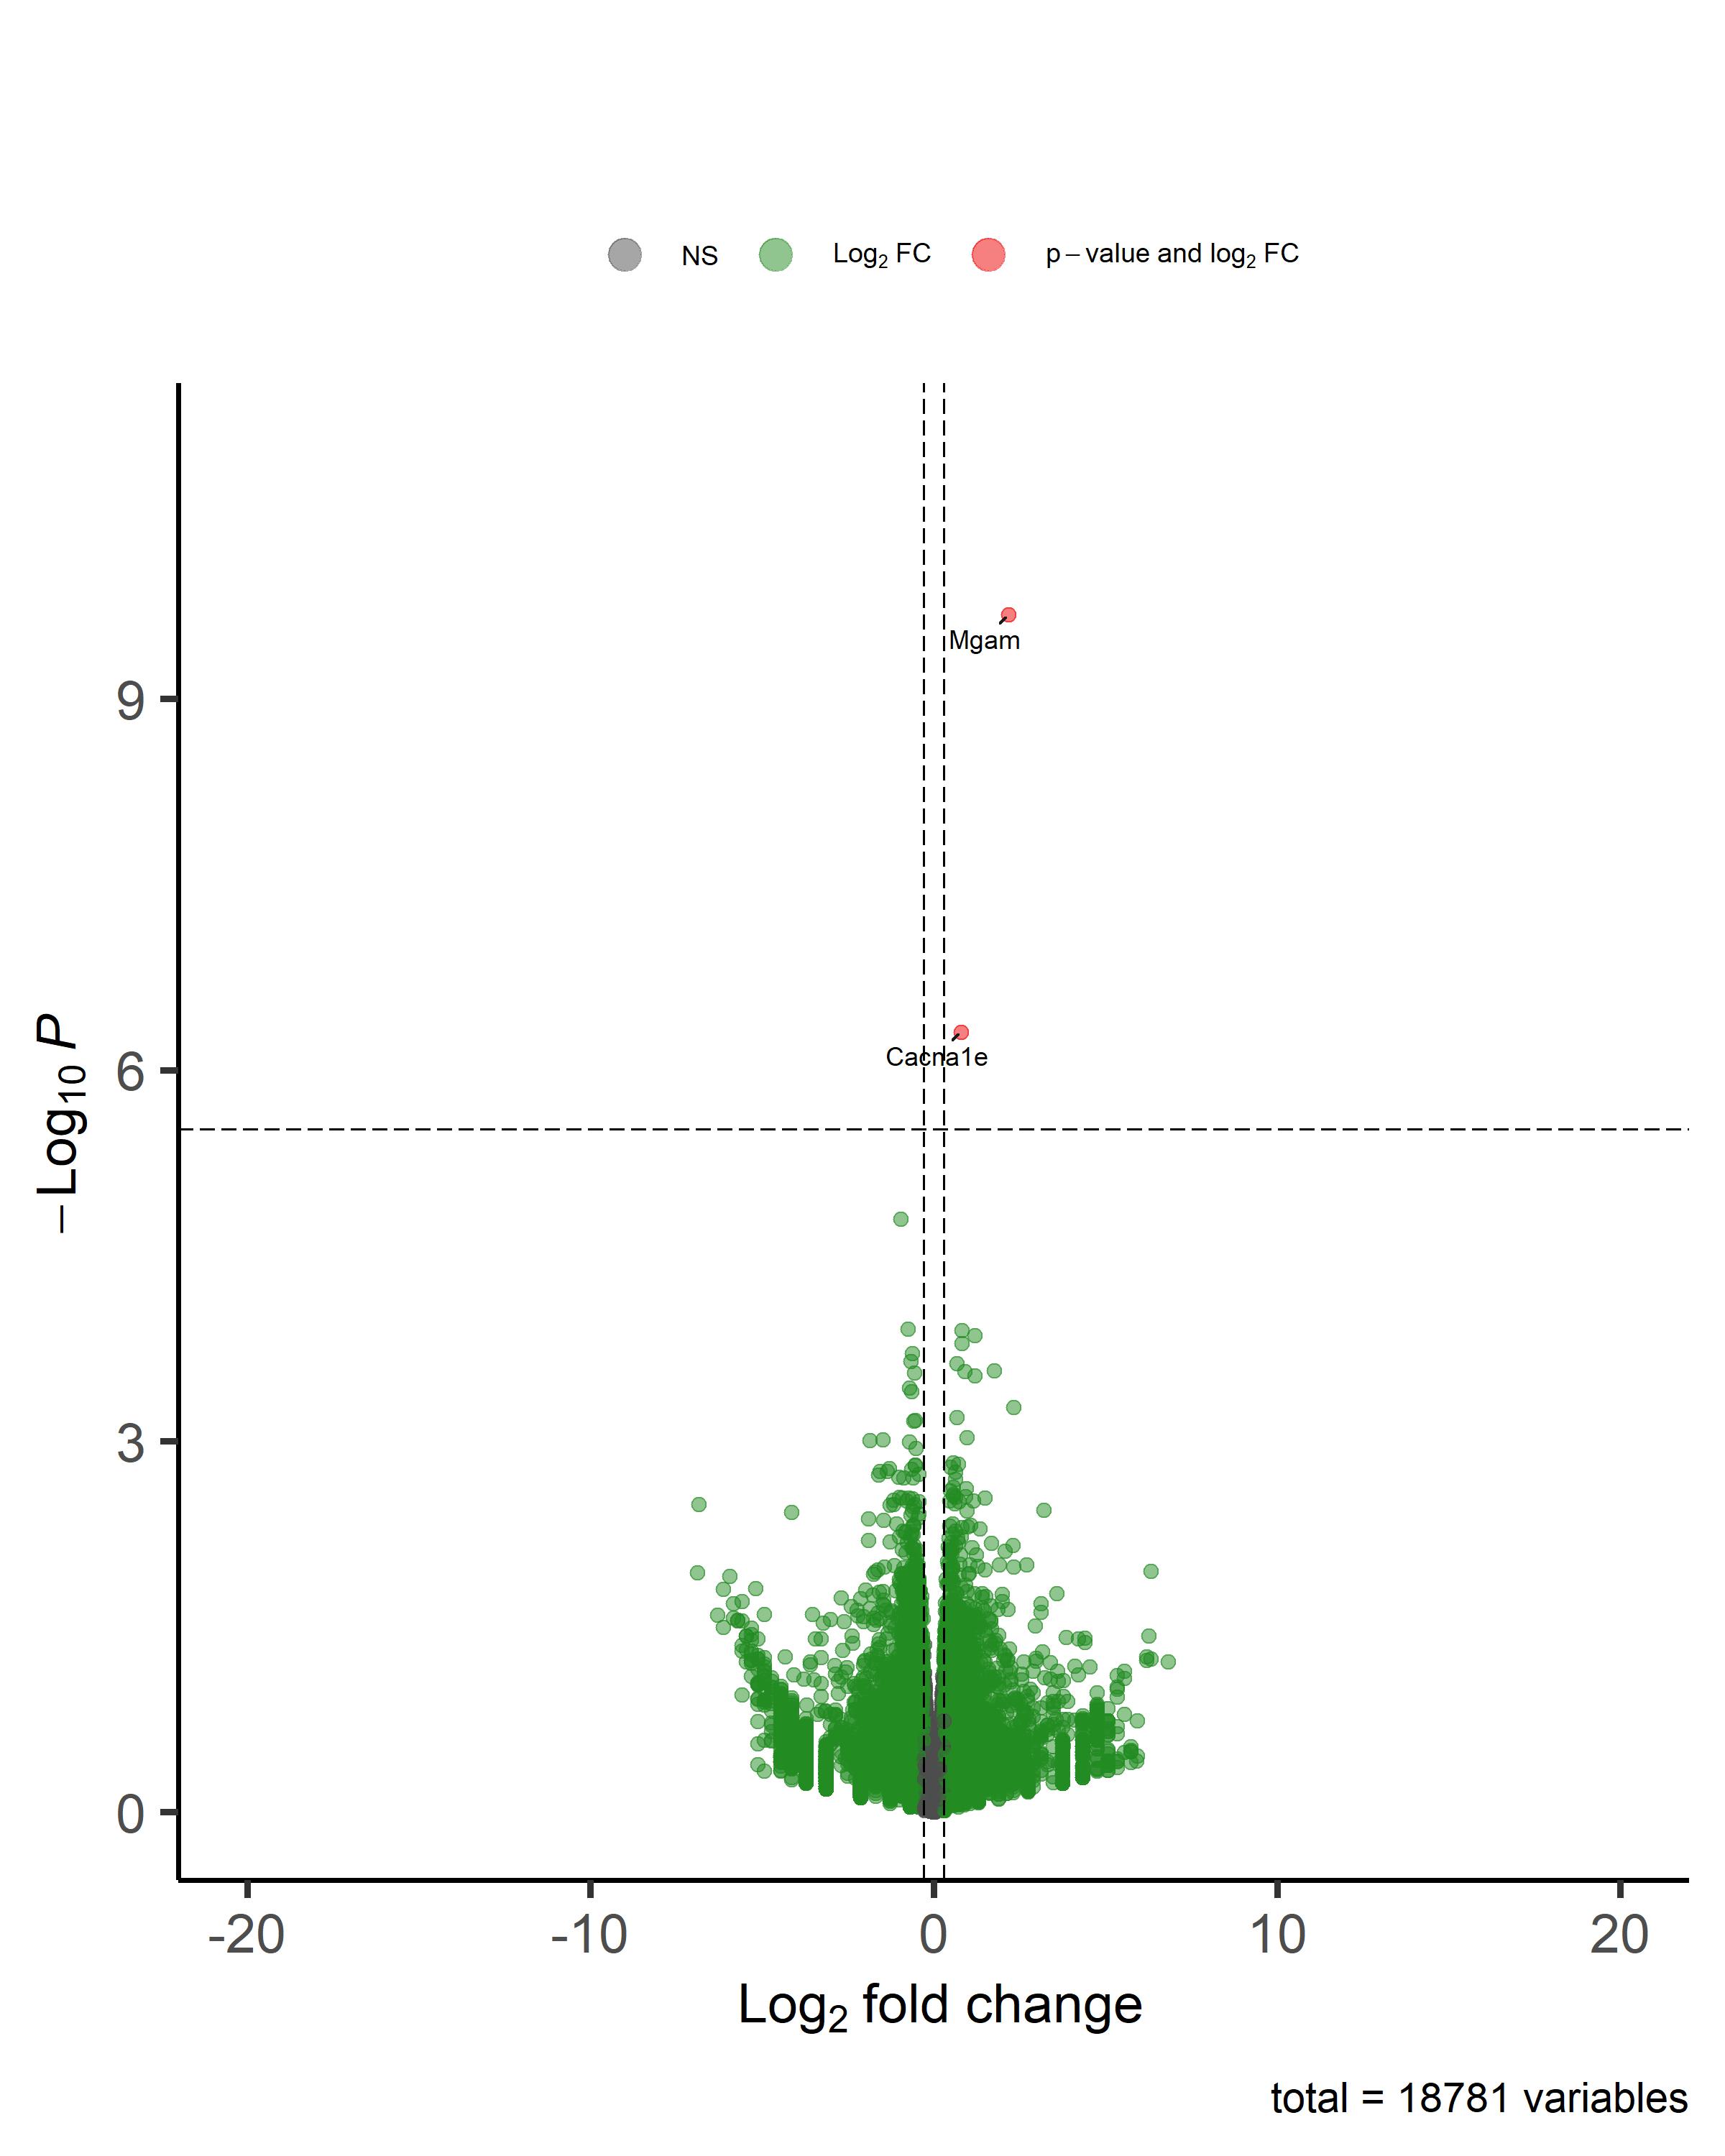 NS Log₂ FC p – value and log₂ FC
Mgam
9
Cacna1e
6
3
0
– Log₁₀ P
-20 -10 0 10 20
Log₂ fold change
total = 18781 variables